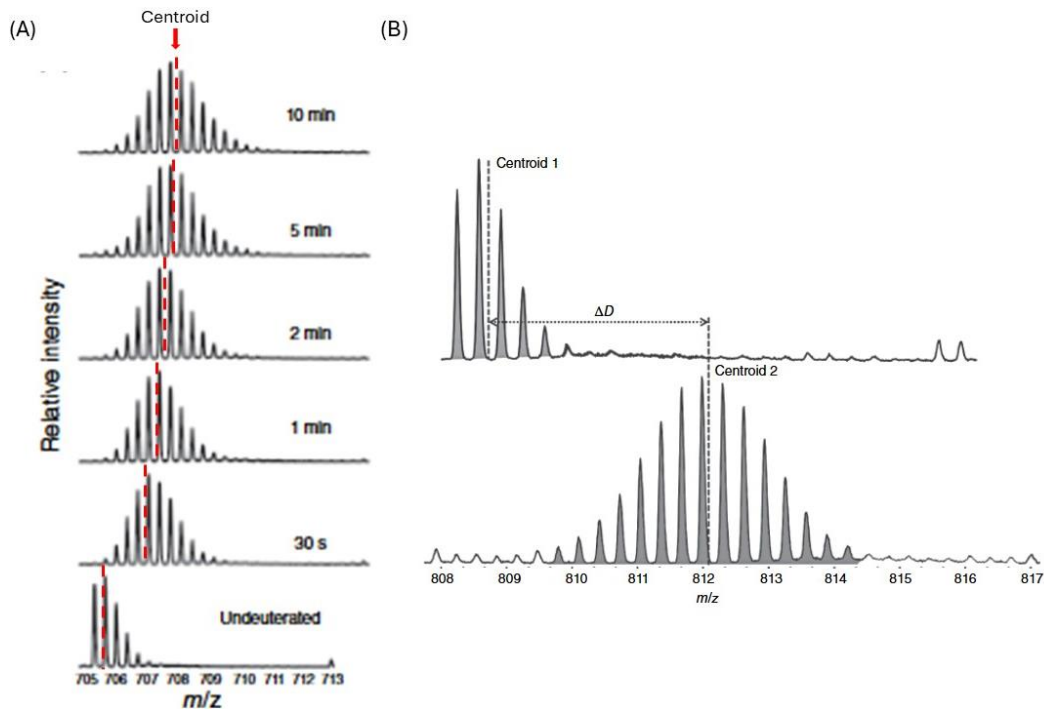 Centroid
(A)
10 min
5 min
2 min
1 min
30 s
Undeuterated
Relative intensity
705 706 707 708 709 710 711 712 713
m/z
(B)
Centroid 1
ΔD
Centroid 2
808 809 810 811 812 813 814 815 816 817
m/z